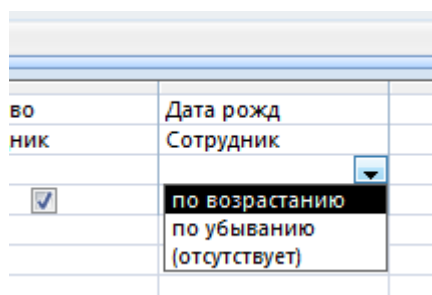 во Дата рожд
ник Сотрудник
по возрастанию
по убыванию
(отсутствует)